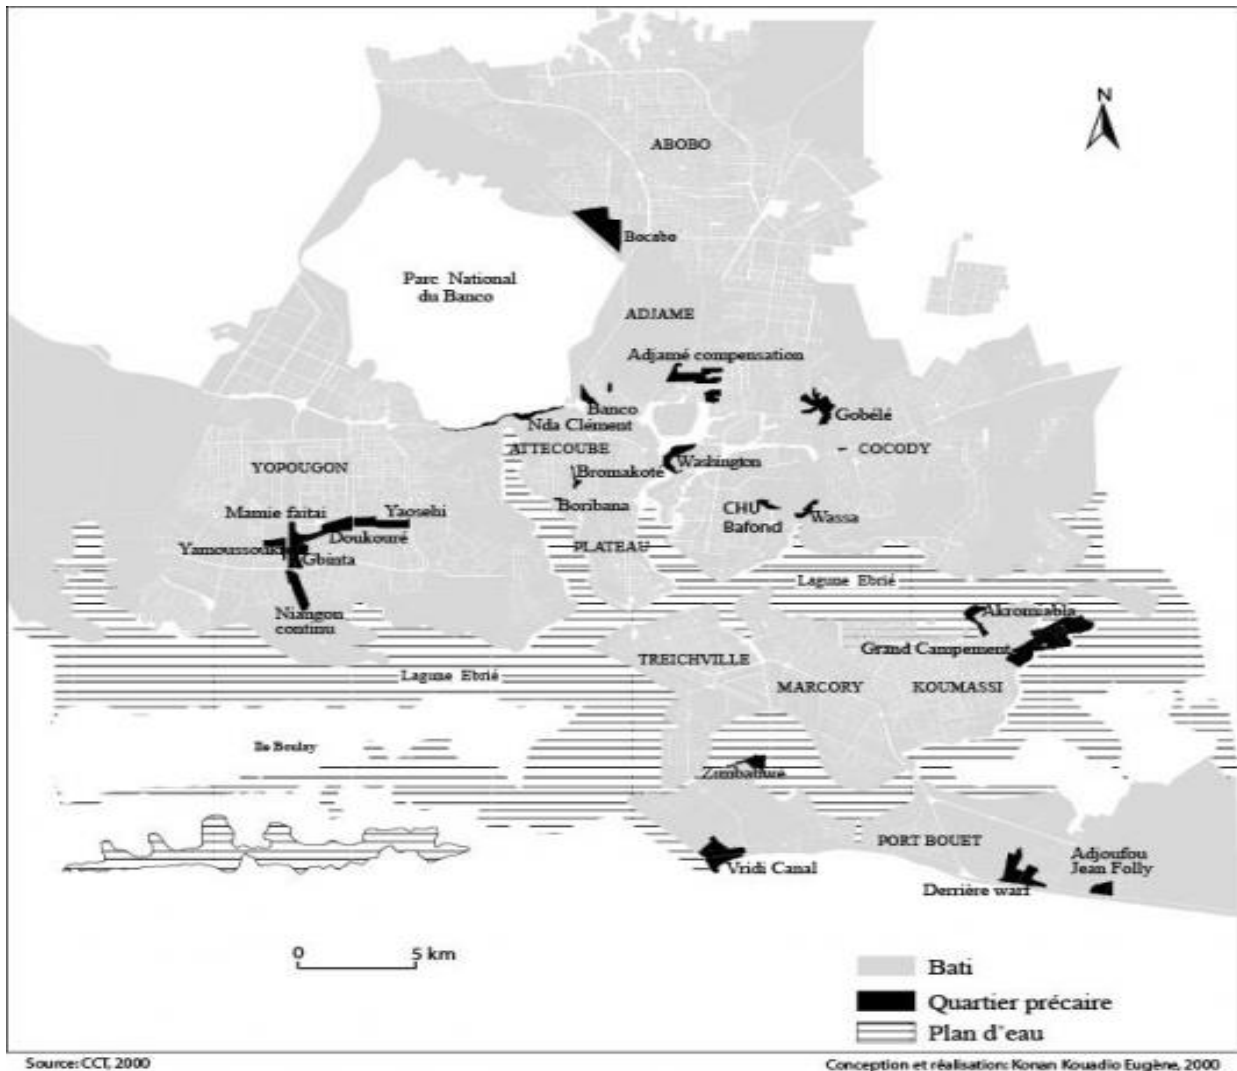 N
ABOBO
Bocabo
Parc National
du Banco
ADJAME
Adjamé compensation
Banco
Gobélé
Nda Clément
ATTECOUBE
COCODY
Washington
YOPOUGON
Bromakoté
Mamie faitai
Yaosehi
Boribana
CHU
Bafond
Wassa
Doukouré
Gbinta
PLATEAU
Lagune Ebrié
Niangon
continu
Akromiabla
Grand Campement
TREICHVILLE
Lagune Ebrié
MARCORY
KOUMASSI
Ile Boulay
PORT BOUET
Vridi Canal
Adjoufou
Jean Folly
Derrière warf
0 5 km
Bati
Quartier précaire
Plan d'eau
Source: CCT, 2000
Conception et réalisation: Konan Kouadio Eugène, 2000